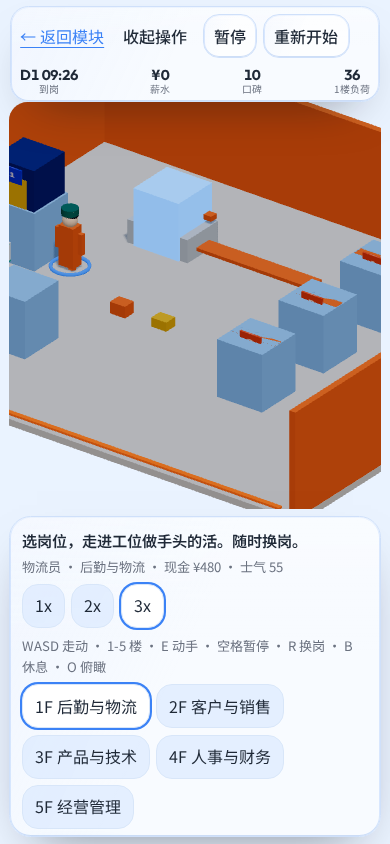 ← 返回模块 收起操作 暂停 重新开始
D1 09:26 ¥0 10 36
到岗 薪水 口碑 1楼负荷
选岗位，走进工位做手头的活。随时换岗。
物流员 · 后勤与物流 · 现金 ¥480 · 士气 55
1x 2x 3x
WASD 走动 · 1-5 楼 · E 动手 · 空格暂停 · R 换岗 · B
休息 · O 俯瞰
1F 后勤与物流 2F 客户与销售
3F 产品与技术 4F 人事与财务
5F 经营管理